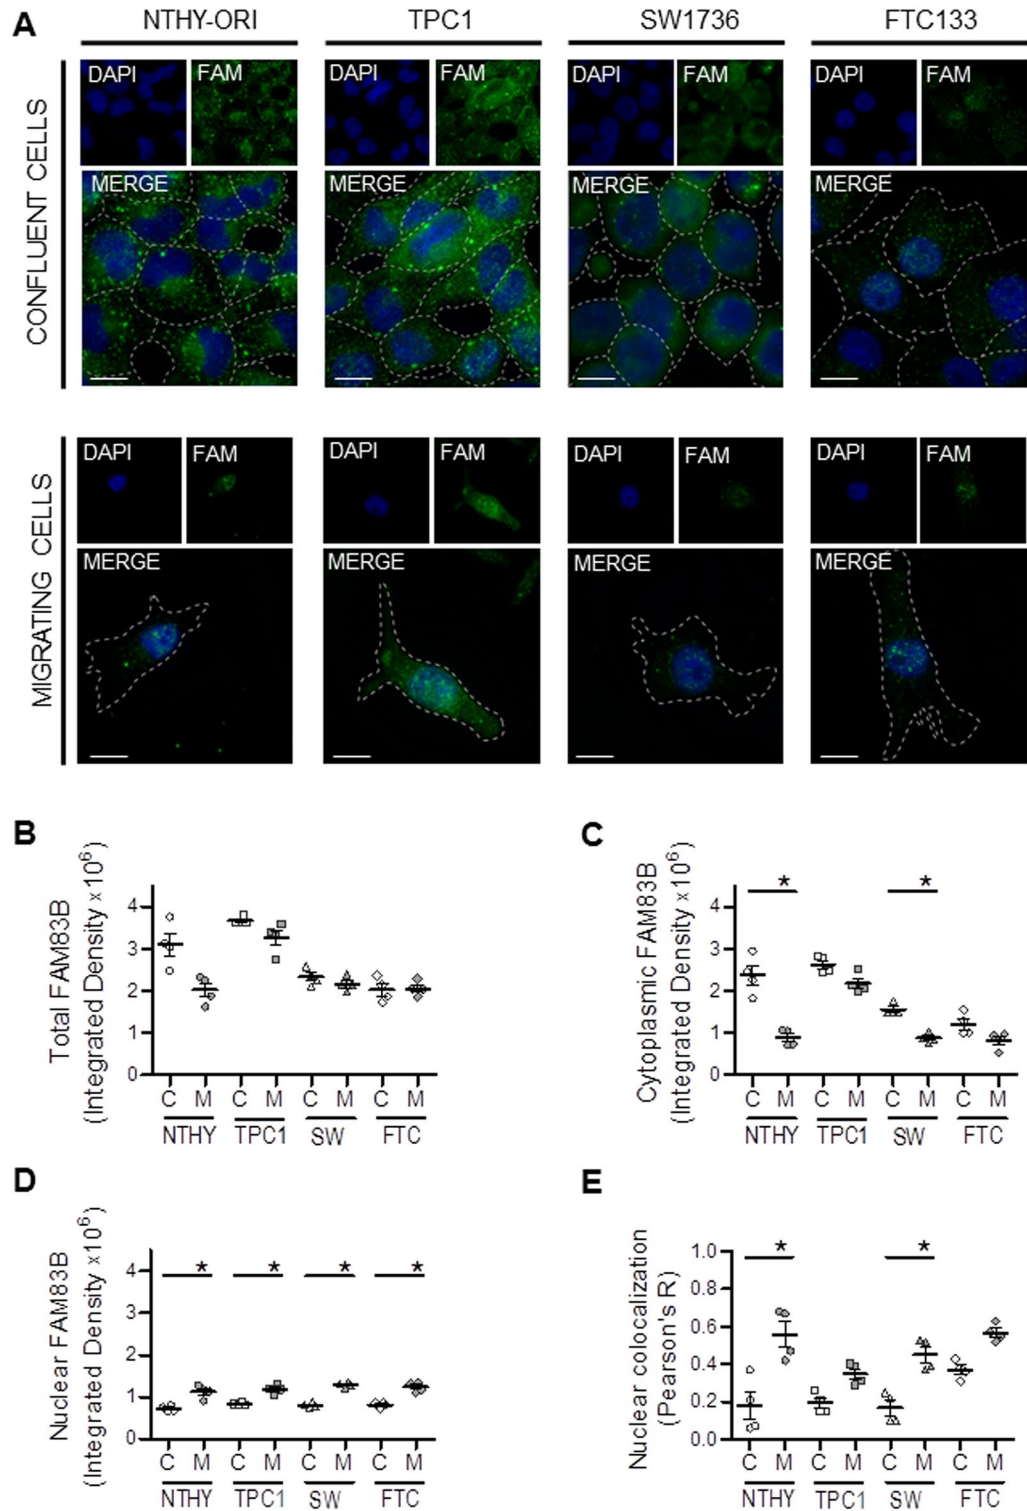 A
NTHY-ORI TPC1 SW1736 FTC133
CONFLUENT CELLS
DAPI FAM DAPI FAM DAPI FAM DAPI FAM
MERGE MERGE MERGE MERGE
MIGRATING CELLS
DAPI FAM DAPI FAM DAPI FAM DAPI FAM
MERGE MERGE MERGE MERGE
B
Total FAM83B
(Integrated Density x10⁶)
4
3
2
1
0
C M C M C M C M
NTHY TPC1 SW FTC
C
Cytoplasmic FAM83B
(Integrated Density x10⁶)
* *
4
3
2
1
0
C M C M C M C M
NTHY TPC1 SW FTC
D
Nuclear FAM83B
(Integrated Density x10⁶)
* * * *
4
3
2
1
0
C M C M C M C M
NTHY TPC1 SW FTC
E
Nuclear colocalization
(Pearson's R)
* *
1.0
0.8
0.6
0.4
0.2
0.0
C M C M C M C M
NTHY TPC1 SW FTC